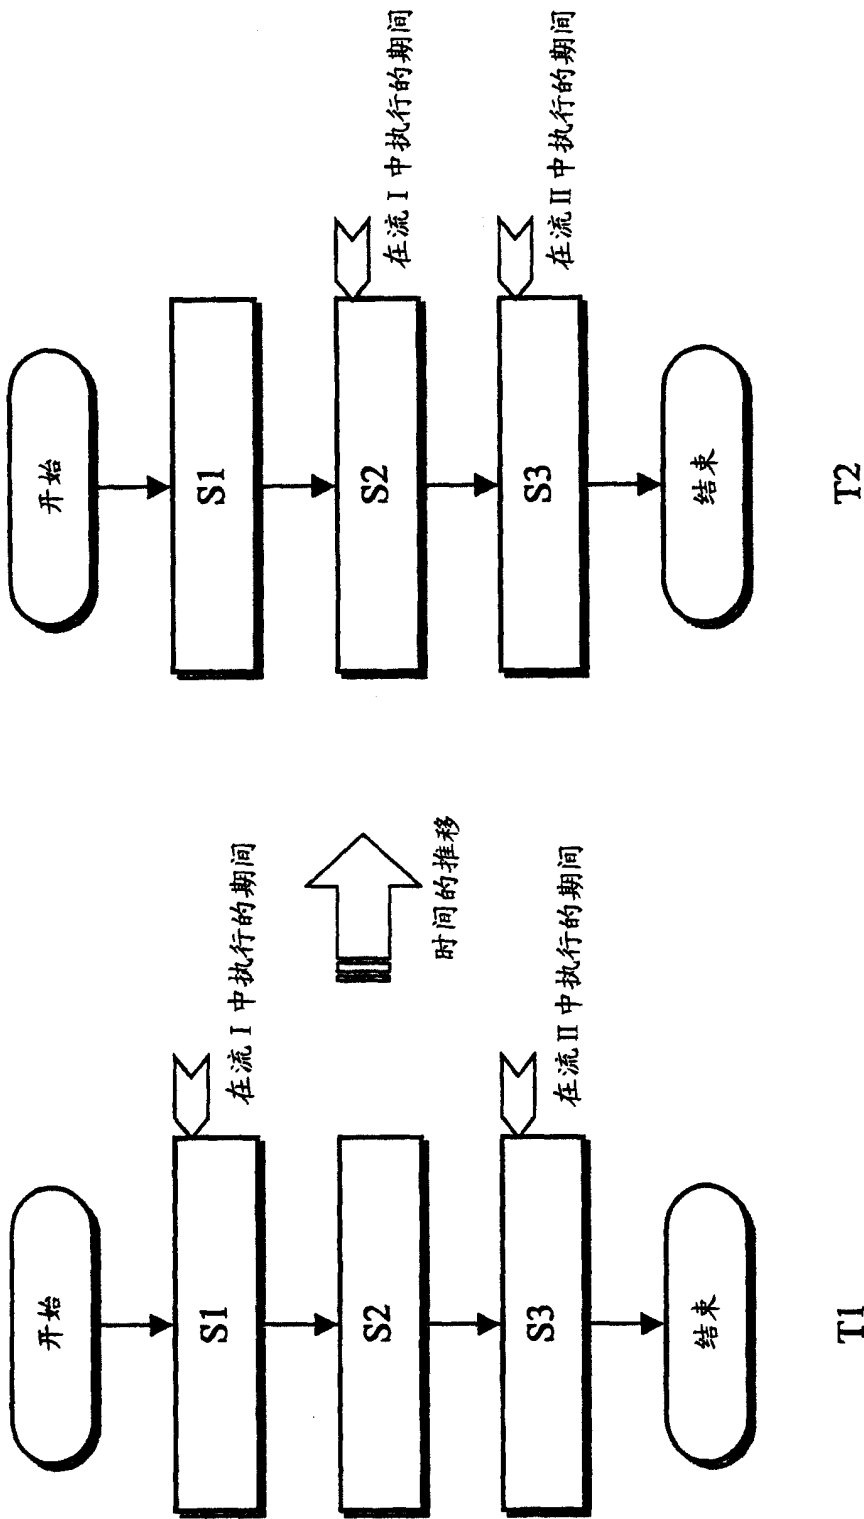 开始
S1
在流 I 中执行的期间
S2
S3
在流 II 中执行的期间
结束
T1
时间的推移
开始
S1
S2
在流 I 中执行的期间
S3
在流 II 中执行的期间
结束
T2